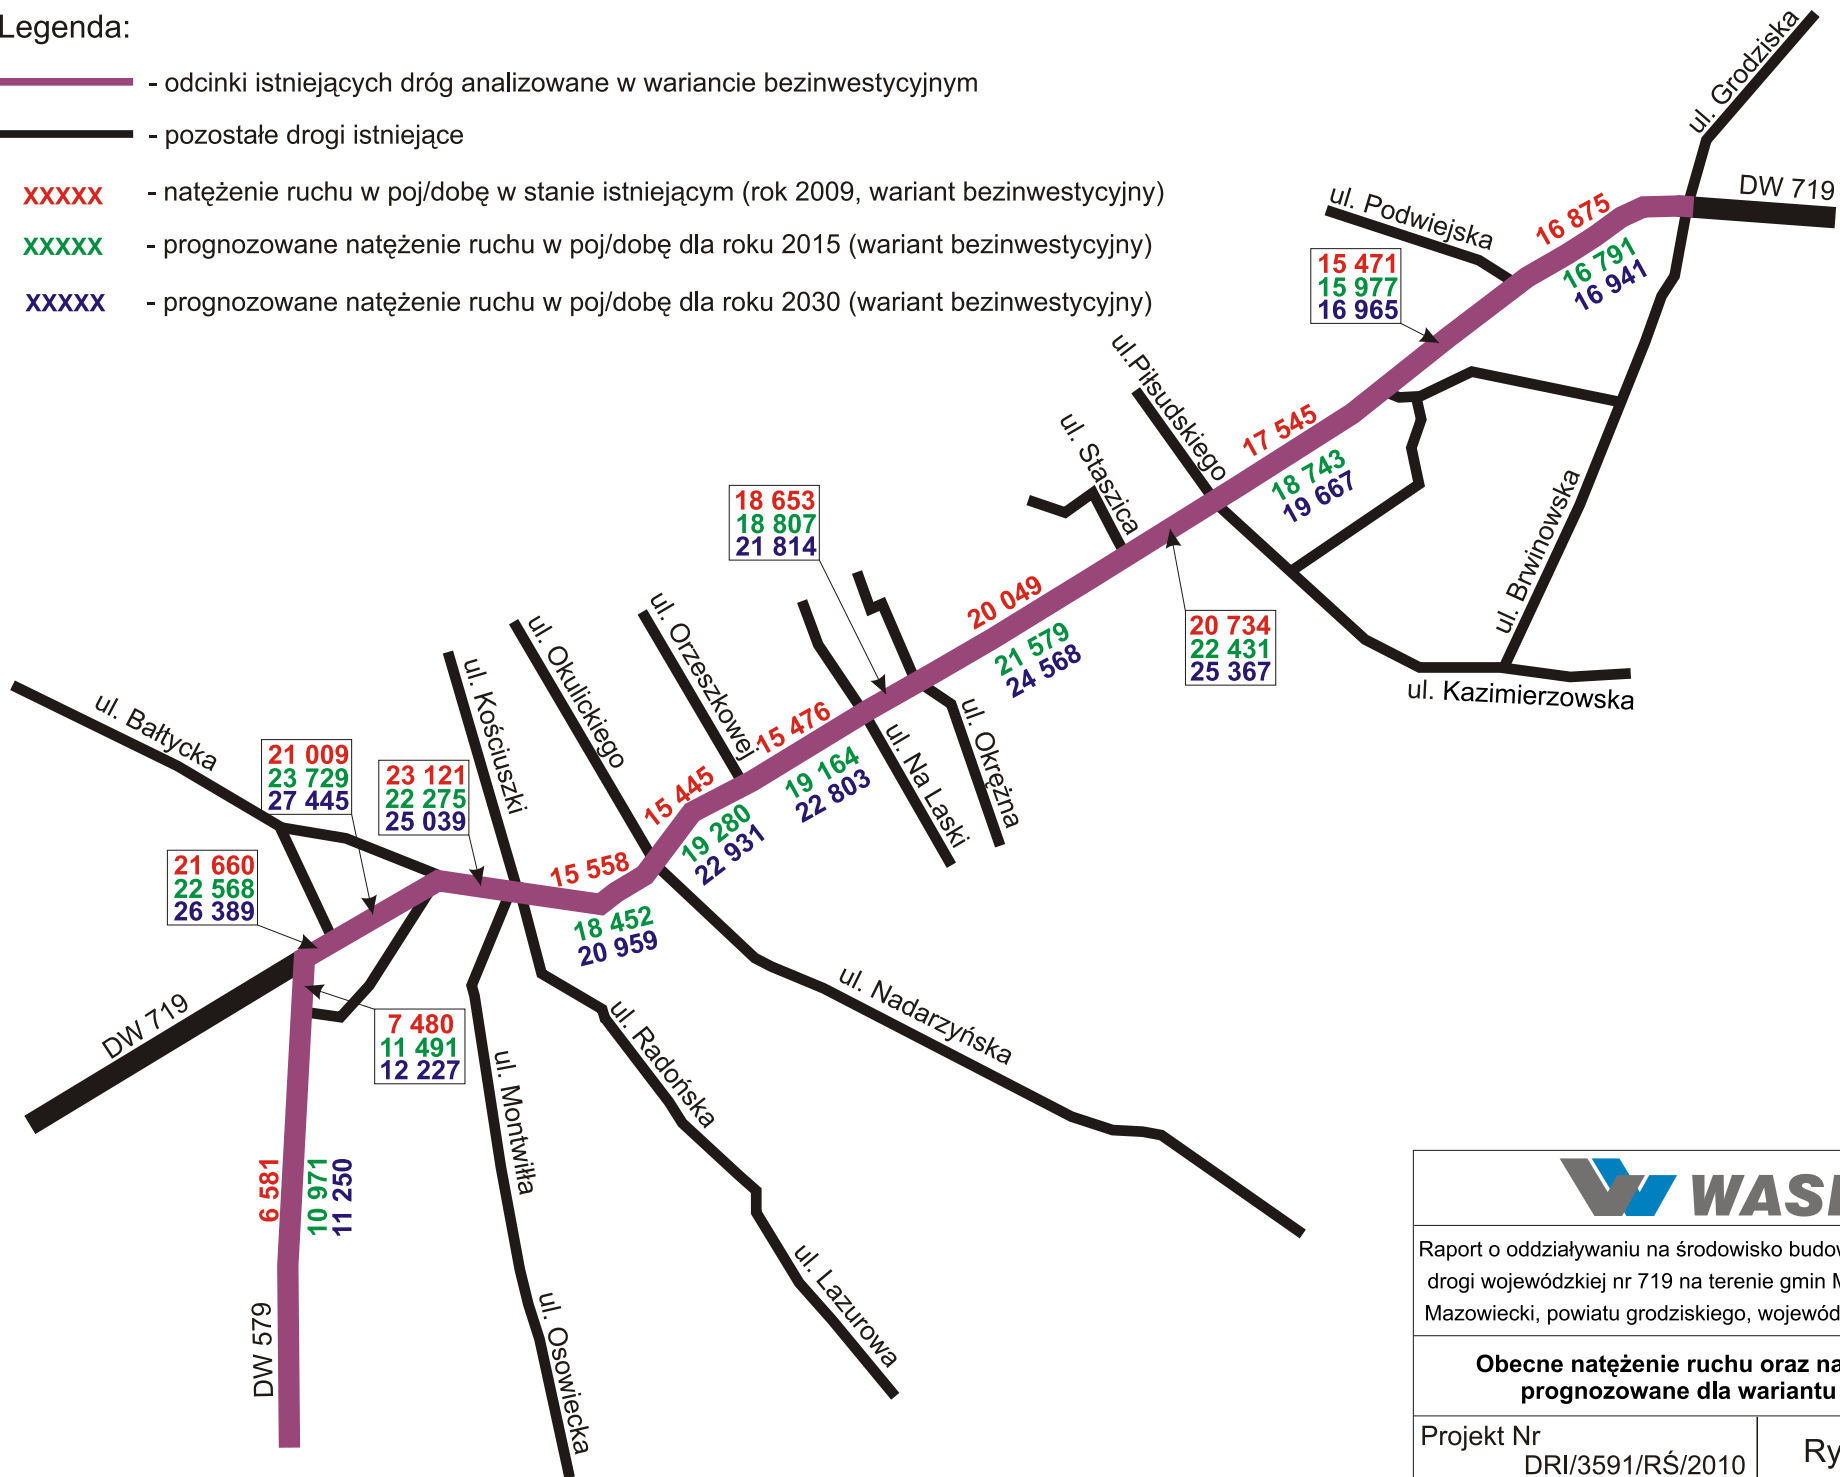 Legenda:
- odcinki istniejących dróg analizowane w wariancie bezinwestycyjnym
- pozostałe drogi istniejące
XXXXX - natężenie ruchu w poj/dobę w stanie istniejącym (rok 2009, wariant bezinwestycyjny)
XXXXX - prognozowane natężenie ruchu w poj/dobę dla roku 2015 (wariant bezinwestycyjny)
XXXXX - prognozowane natężenie ruchu w poj/dobę dla roku 2030 (wariant bezinwestycyjny)
ul. Grodziska
DW 719
ul. Podwiejska
16 875
16 791
16 941
15 471
15 977
16 965
ul.Piłsudskiego
17 545
18 743
19 667
ul. Staszica
ul. Brwinowska
18 653
18 807
21 814
20 049
21 579
24 568
20 734
22 431
25 367
ul. Kazimierzowska
ul. Orzeszkowej
ul. Okulickiego
ul. Kościuszki
ul. Bałtycka
15 476
19 164
22 803
ul. Na Laski
ul. Okrężna
21 009
23 729
27 445
23 121
22 275
25 039
15 445
19 280
22 931
21 660
22 568
26 389
15 558
18 452
20 959
DW 719
7 480
11 491
12 227
ul. Nadarzyńska
ul. Radońska
ul. Montwiłła
6 581
10 971
11 250
ul. Lazurowa
DW 579
ul. Osowiecka
Raport o oddziaływaniu na środowisko
drogi wojewódzkiej nr 719 na terenie gmin
Mazowiecki, powiatu grodziskiego,
Obecne natężenie ruchu oraz
prognozowane dla wariantu
Projekt Nr
DRI/3591/RŚ/2010